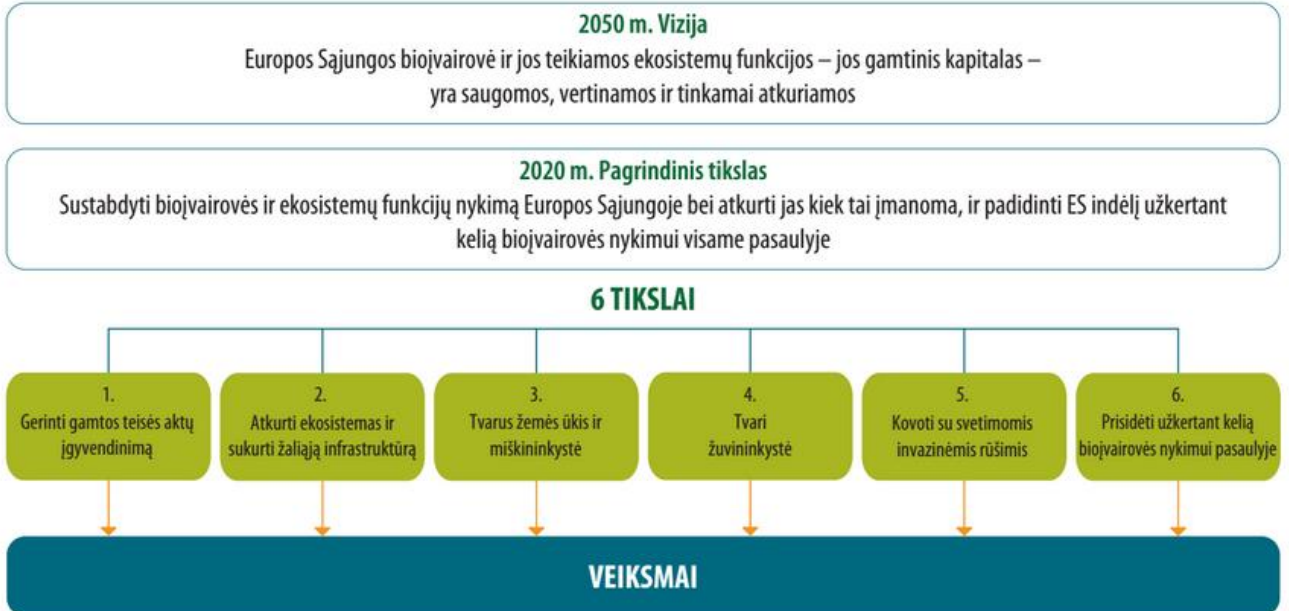 2050 m. Vizija
Europos Sąjungos bioįvairovė ir jos teikiamos ekosistemų funkcijos – jos gamtinis kapitalas –
yra saugomos, vertinamos ir tinkamai atkuriamos
2020 m. Pagrindinis tikslas
Sustabdyti bioįvairovės ir ekosistemų funkcijų nykimą Europos Sąjungoje bei atkurti jas kiek tai įmanoma, ir padidinti ES indėlį užkertant
kelią bioįvairovės nykimui visame pasaulyje
6 TIKSLAI
1.
Gerinti gamtos teisės aktų
įgyvendinimą
2.
Atkurti ekosistemas ir
sukurti žaliąją infrastruktūrą
3.
Tvarus žemės ūkis ir
miškininkystė
4.
Tvari
žuvininkystė
5.
Kovoti su svetimomis
invazinėmis rūšimis
6.
Prisidėti užkertant kelią
bioįvairovės nykimui pasaulyje
VEIKSMAI